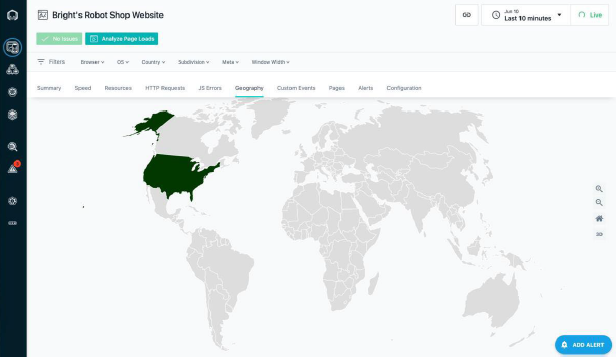 Bright's Robot Shop Website
GO
Jun 10
Last 10 minutes
Live
No Issues
Analyze Page Loads
Filters Browser OS Country Subdivision Meta Window Width
Summary Speed Resources HTTP Requests JS Errors Geography Custom Events Pages Alerts Configuration
3D
ADD ALERT